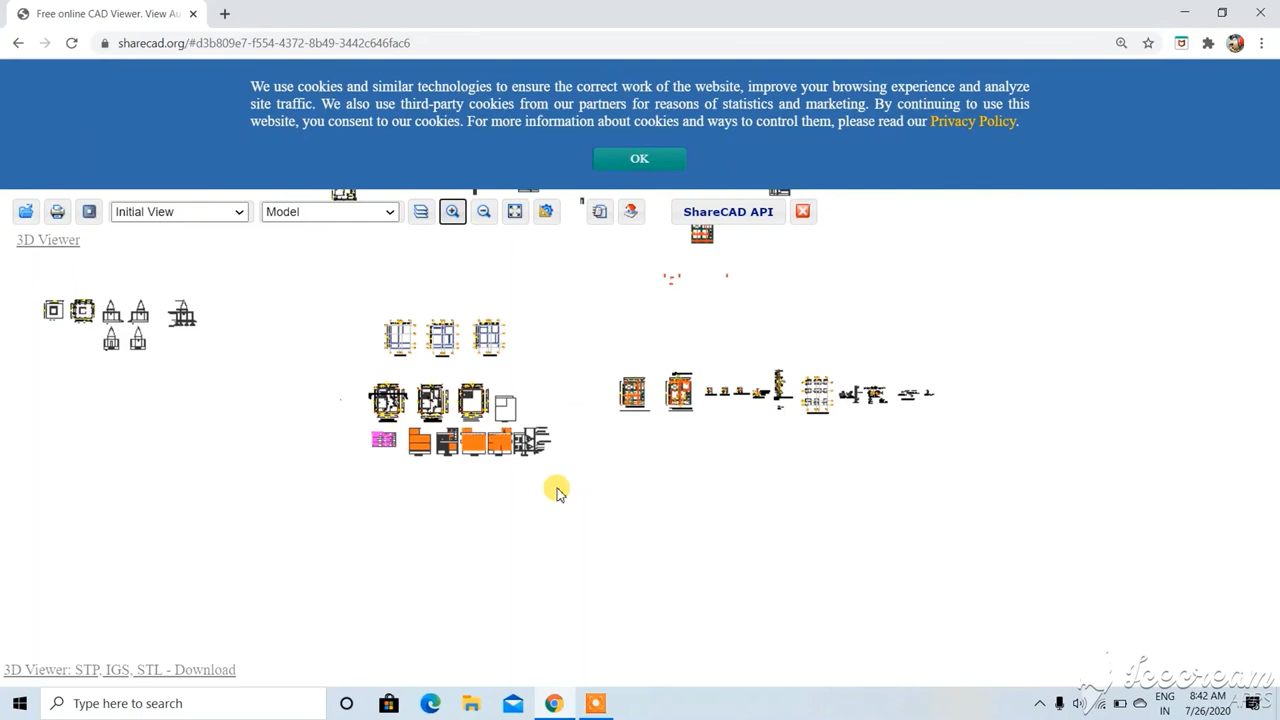 Free online CAD Viewer. View Au
sharecad.org/#d3b809e7-f554-4372-8b49-3442c646fac6
We use cookies and similar technologies to ensure the correct work of the website, improve your browsing experience and analyze
site traffic. We also use third-party cookies from our partners for reasons of statistics and marketing. By continuing to use this
website, you consent to our cookies. For more information about cookies and ways to control them, please read our Privacy Policy.
OK
Initial View
Model
ShareCAD API
3D Viewer
3D Viewer: STP, IGS, STL - Download
Icecream
APPS
Type here to search
ENG
IN
8:42 AM
7/26/2020